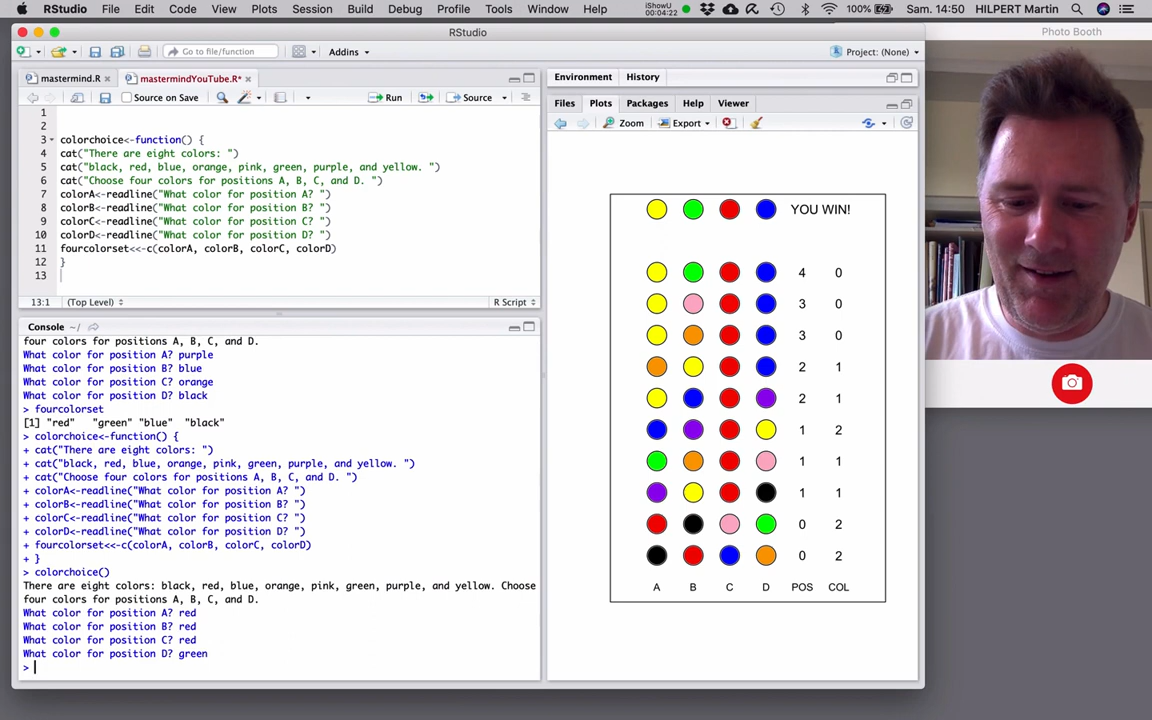 RStudio File Edit Code View Plots Session Build Debug Profile Tools Window Help iShowU 00:04:22 100% Sam. 14:50 HILPERT Martin
RStudio
Photo Booth
Go to file/function Addins Project: (None)
mastermind.R mastermindYouTube.R*
Source on Save Run Source
1
2
3 colorchoice<-function() {
4 cat("There are eight colors: ")
5 cat("black, red, blue, orange, pink, green, purple, and yellow. ")
6 cat("Choose four colors for positions A, B, C, and D. ")
7 colorA<-readline("What color for position A? ")
8 colorB<-readline("What color for position B? ")
9 colorC<-readline("What color for position C? ")
10 colorD<-readline("What color for position D? ")
11 fourcolorset<<-c(colorA, colorB, colorC, colorD)
12 }
13
13:1 (Top Level) R Script
Console ~/
four colors for positions A, B, C, and D.
What color for position A? purple
What color for position B? blue
What color for position C? orange
What color for position D? black
> fourcolorset
[1] "red" "green" "blue" "black"
> colorchoice<-function() {
+ cat("There are eight colors: ")
+ cat("black, red, blue, orange, pink, green, purple, and yellow. ")
+ cat("Choose four colors for positions A, B, C, and D. ")
+ colorA<-readline("What color for position A? ")
+ colorB<-readline("What color for position B? ")
+ colorC<-readline("What color for position C? ")
+ colorD<-readline("What color for position D? ")
+ fourcolorset<<-c(colorA, colorB, colorC, colorD)
+ }
> colorchoice()
There are eight colors: black, red, blue, orange, pink, green, purple, and yellow. Choose
four colors for positions A, B, C, and D.
What color for position A? red
What color for position B? red
What color for position C? red
What color for position D? green
>
Environment History
Files Plots Packages Help Viewer
Zoom Export
YOU WIN!
4 0
3 0
3 0
2 1
2 1
1 2
1 1
1 1
0 2
0 2
A B C D POS COL